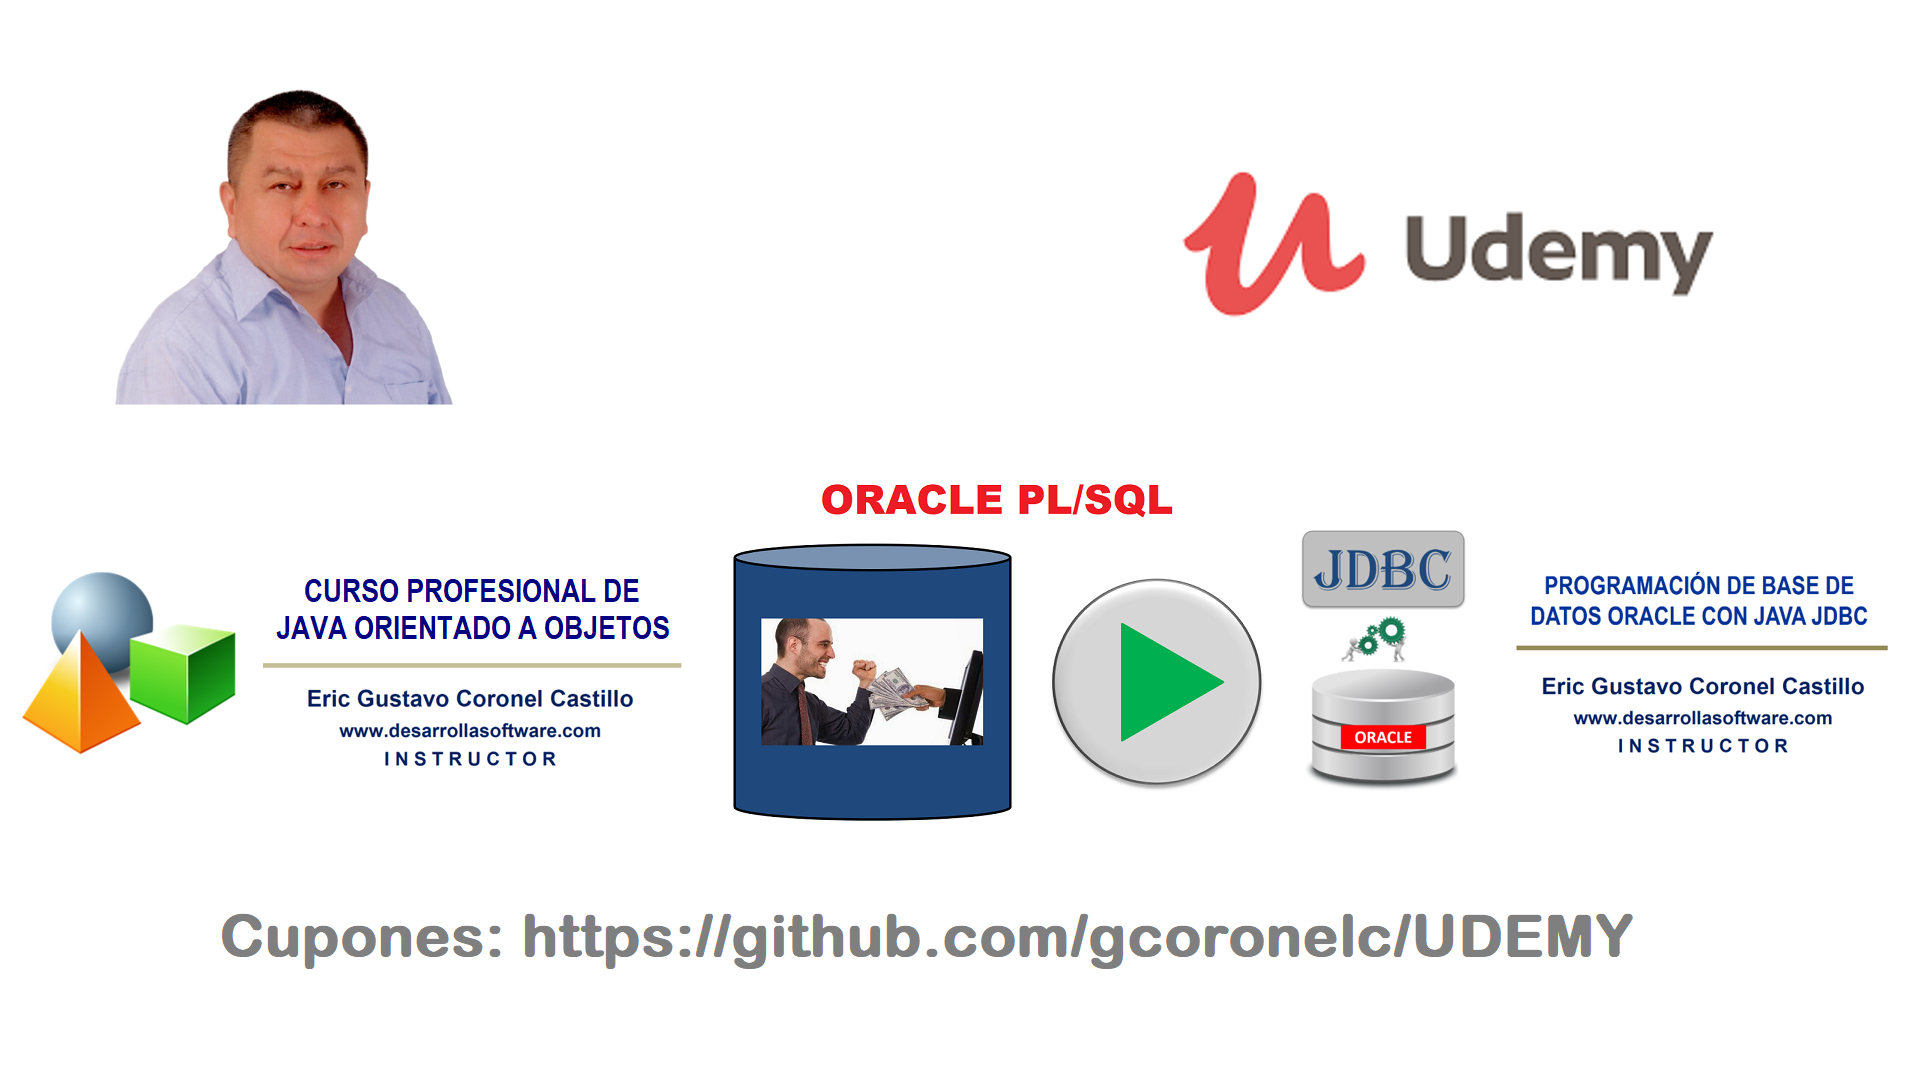 Udemy
ORACLE PL/SQL
CURSO PROFESIONAL DE
JAVA ORIENTADO A OBJETOS
Eric Gustavo Coronel Castillo
www.desarrollasoftware.com
INSTRUCTOR
JDBC
ORACLE
PROGRAMACIÓN DE BASE DE
DATOS ORACLE CON JAVA JDBC
Eric Gustavo Coronel Castillo
www.desarrollasoftware.com
INSTRUCTOR
Cupones: https://github.com/gcoronelc/UDEMY